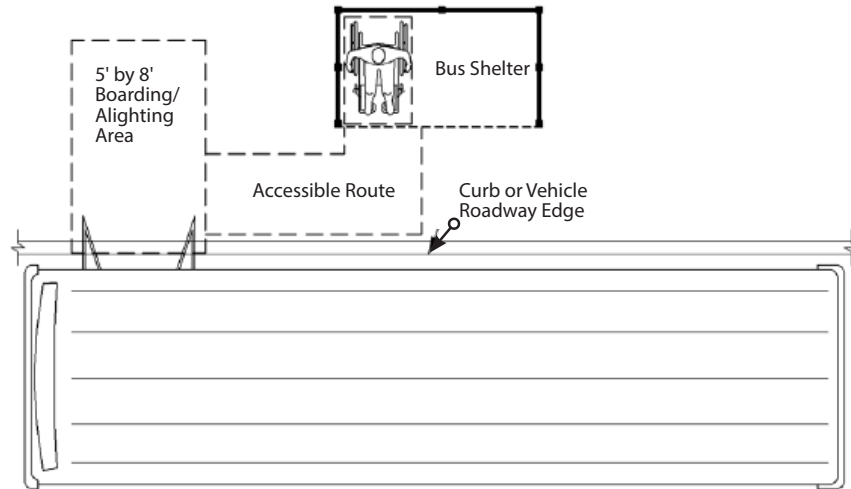 5' by 8'
Boarding/
Alighting
Area
Bus Shelter
Accessible Route
Curb or Vehicle
Roadway Edge